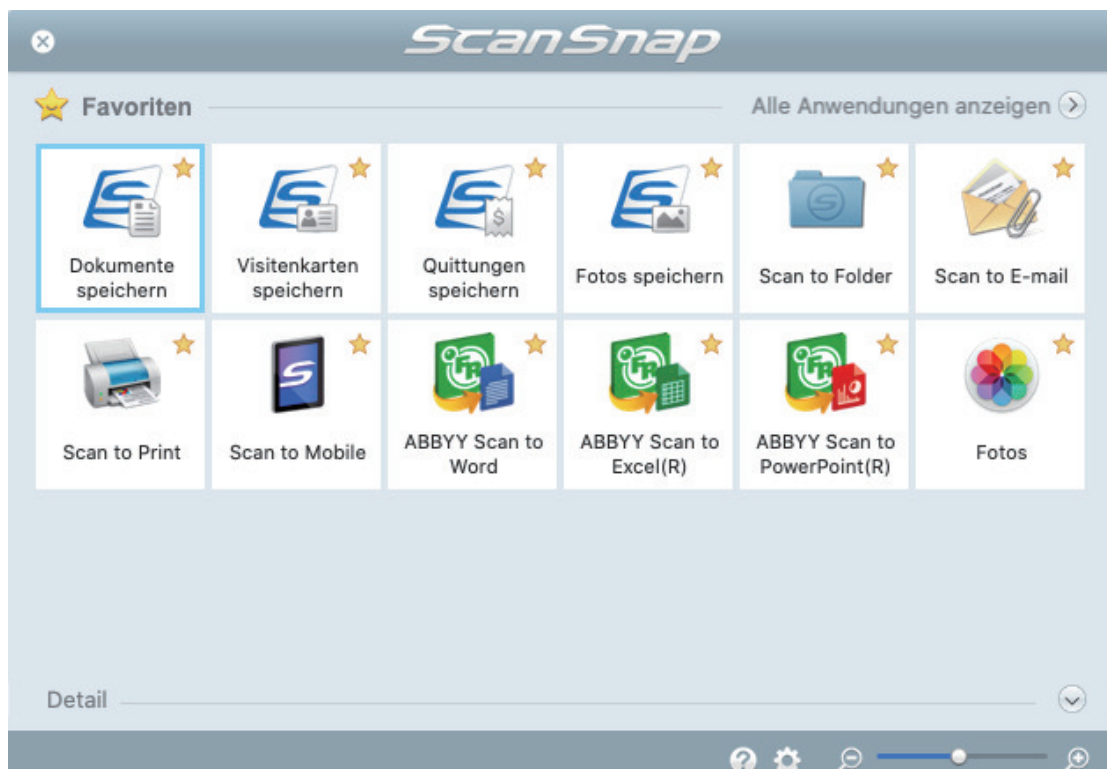 ScanSnap
Favoriten
Alle Anwendungen anzeigen
Dokumente
speichern
Visitenkarten
speichern
Quittungen
speichern
Fotos speichern
Scan to Folder
Scan to E-mail
Scan to Print
Scan to Mobile
ABBYY Scan to
Word
ABBYY Scan to
Excel(R)
ABBYY Scan to
PowerPoint(R)
Fotos
Detail